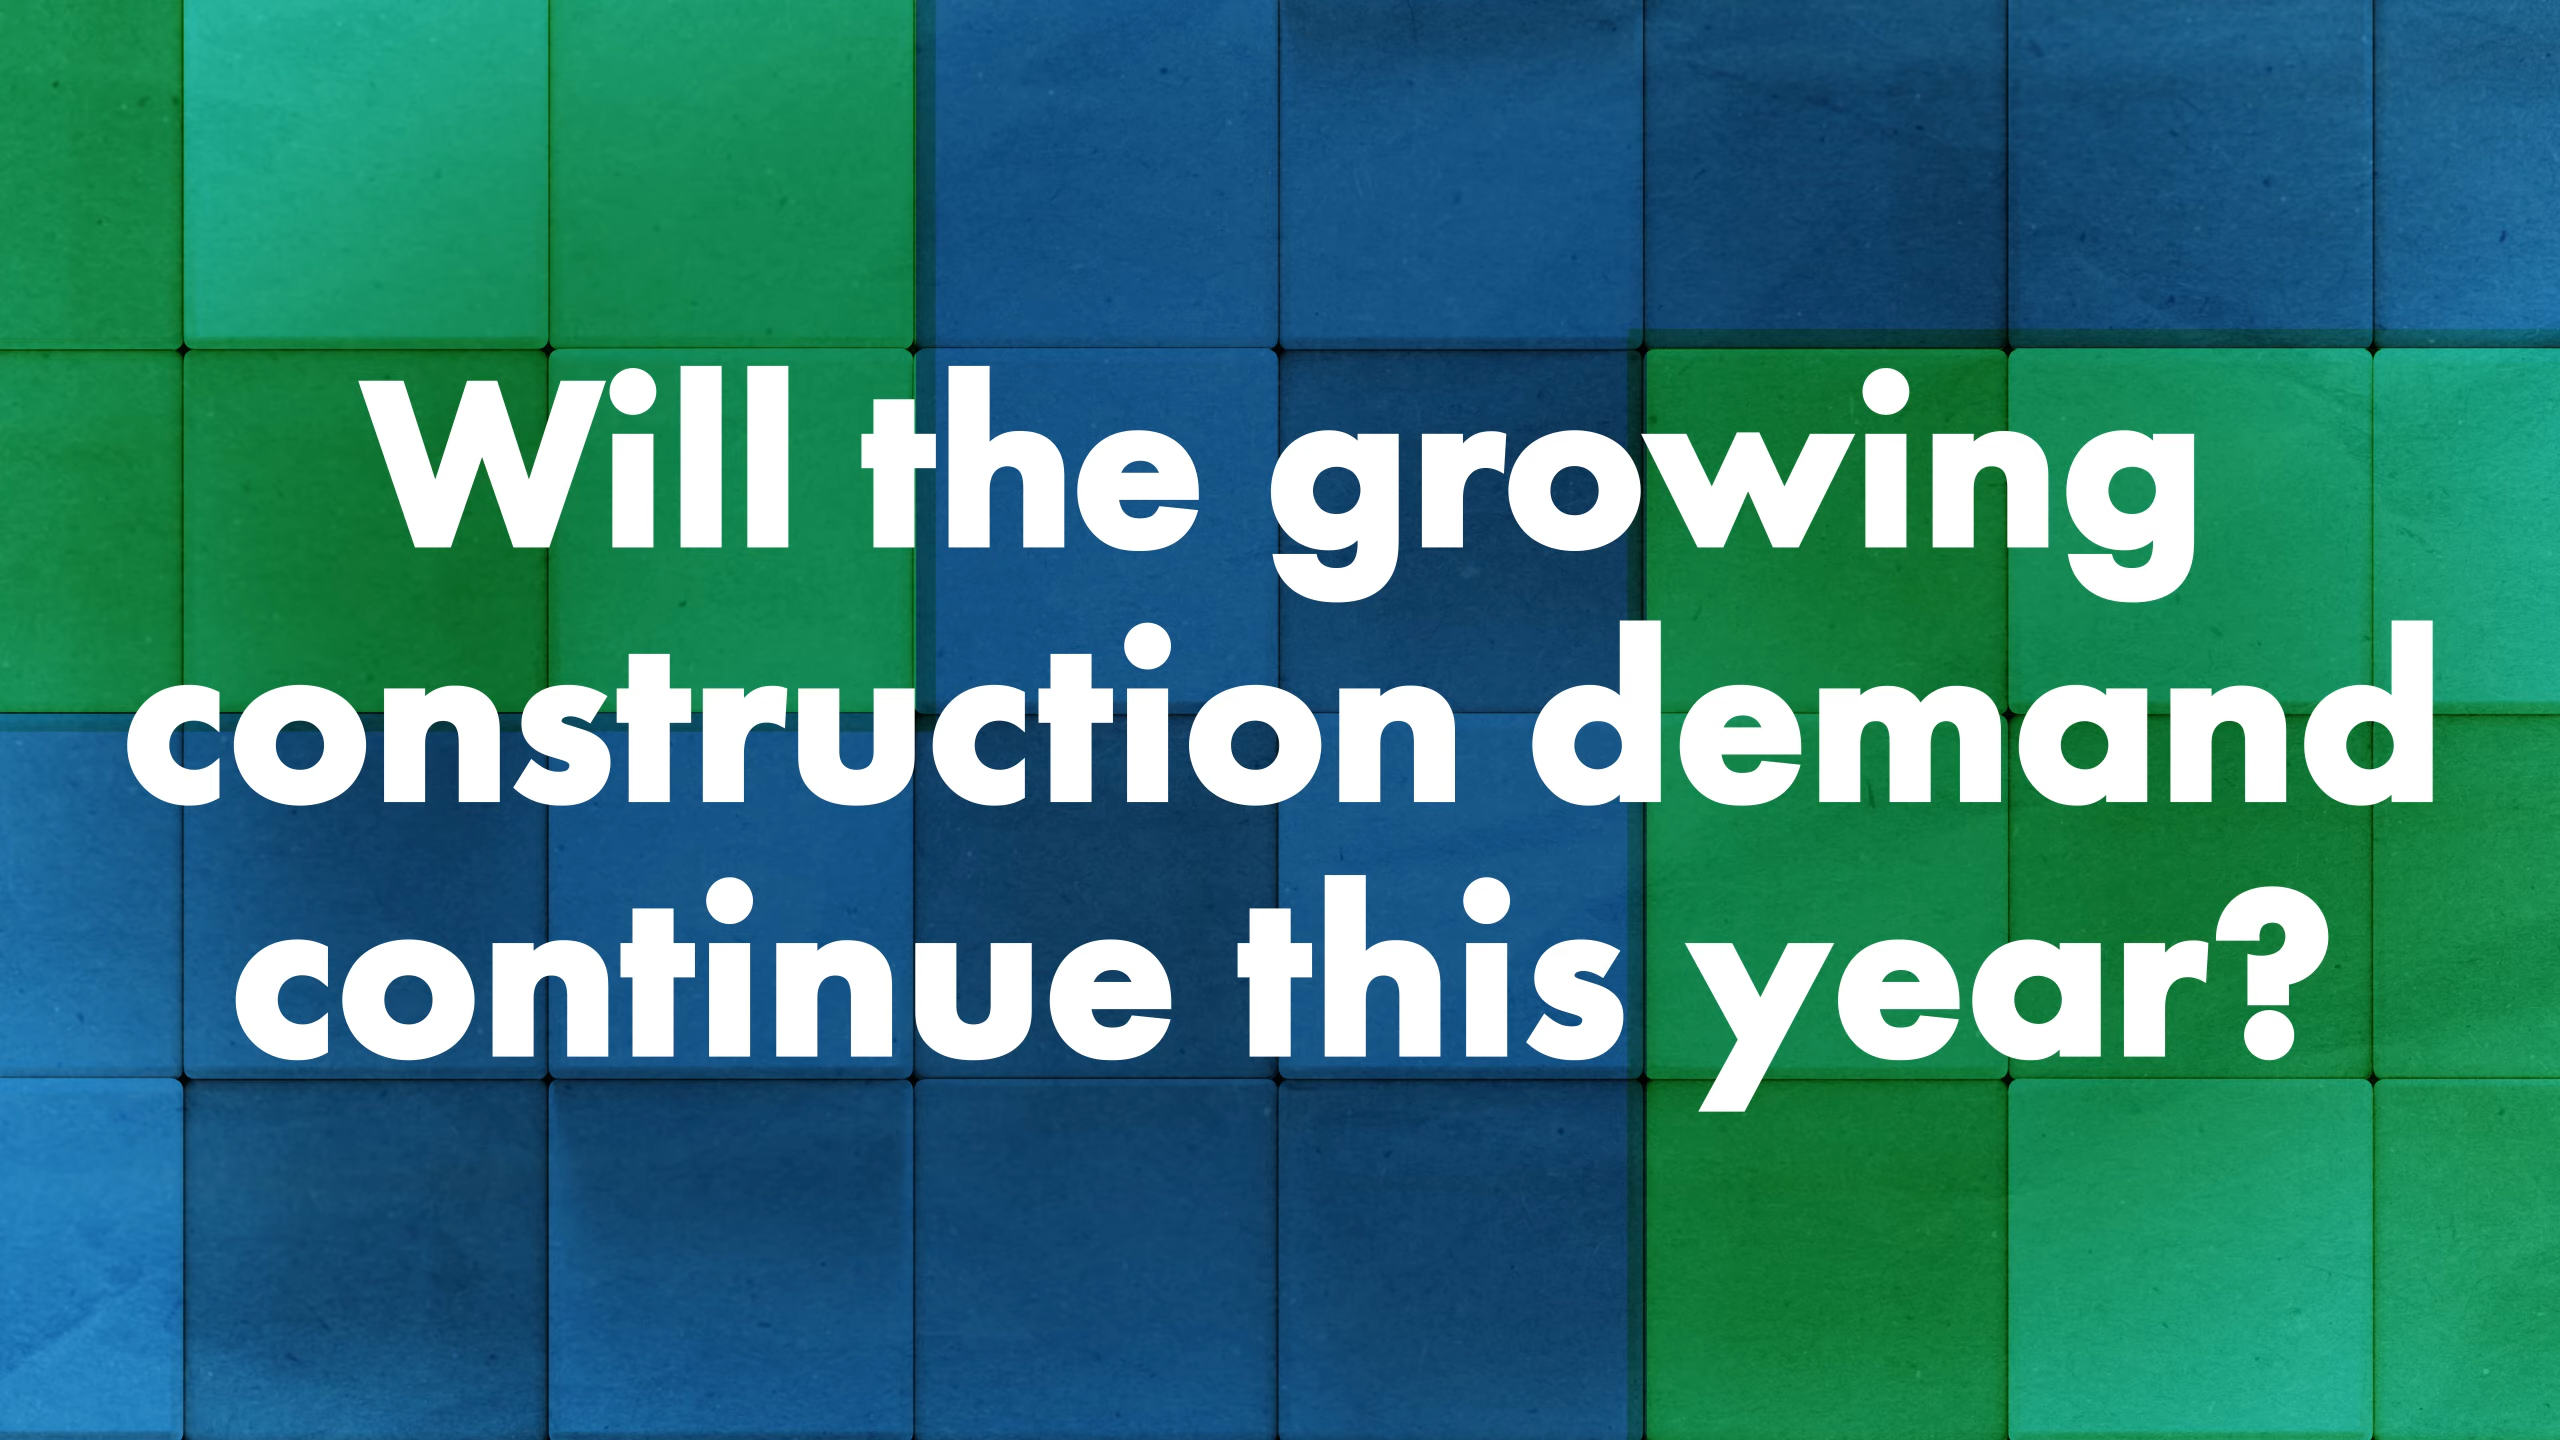 Will the growing
construction demand
continue this year?